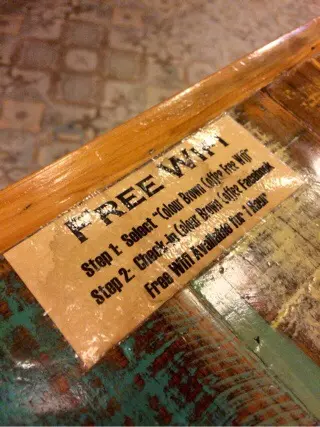 FREE WIFI
Step 1: Select "Colour Brown Coffee Free Wifi"
Step 2: Check-in Colour Brown Coffee Facebook
Free Wifi Available for 1 Hour